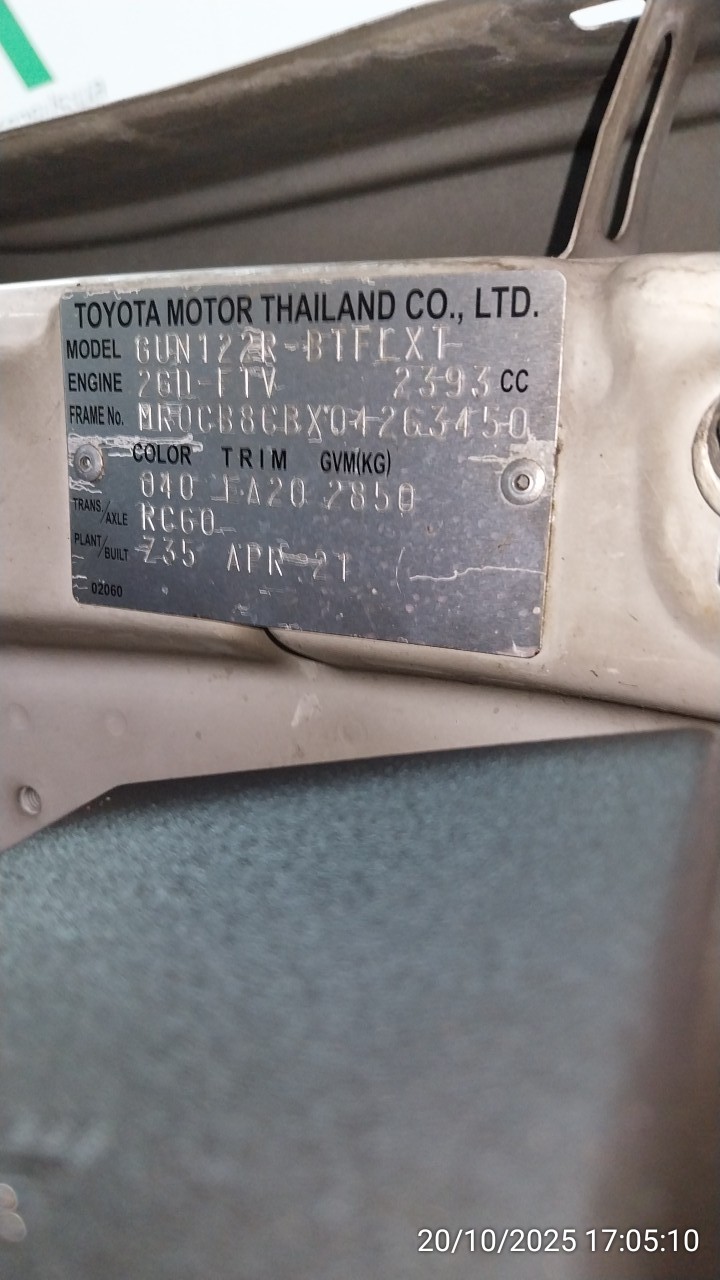 TOYOTA MOTOR THAILAND CO., LTD.
MODEL GUN122R-BTFLXT
ENGINE 2GD-FTV 2393 CC
FRAME No. MR0CB8CBX04263450
COLOR TRIM GVM(KG)
040 FA20 2850
TRANS/AXLE RC60
PLANT/BUILT Z35 APR 21
02060
20/10/2025 17:05:10